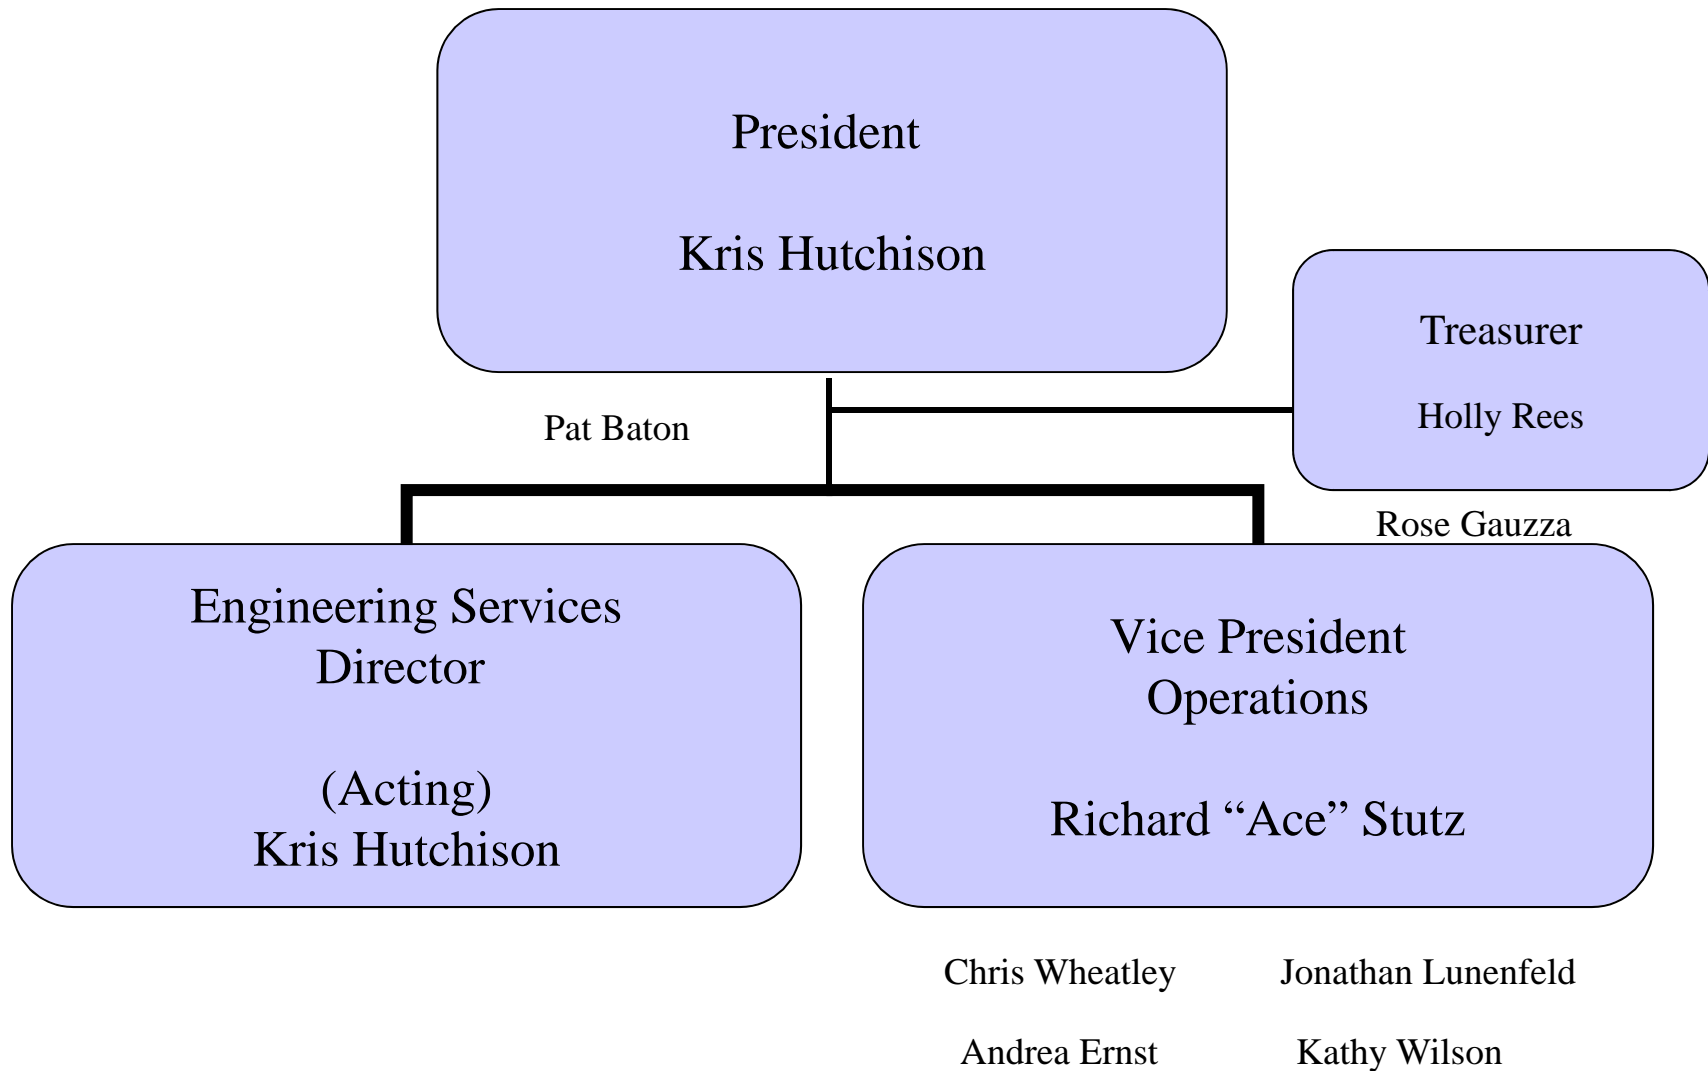 President
Kris Hutchison
Treasurer
Holly Rees
Pat Baton
Rose Gauzza
Engineering Services
Director
(Acting)
Kris Hutchison
Vice President
Operations
Richard “Ace” Stutz
Chris Wheatley
Jonathan Lunenfeld
Andrea Ernst
Kathy Wilson